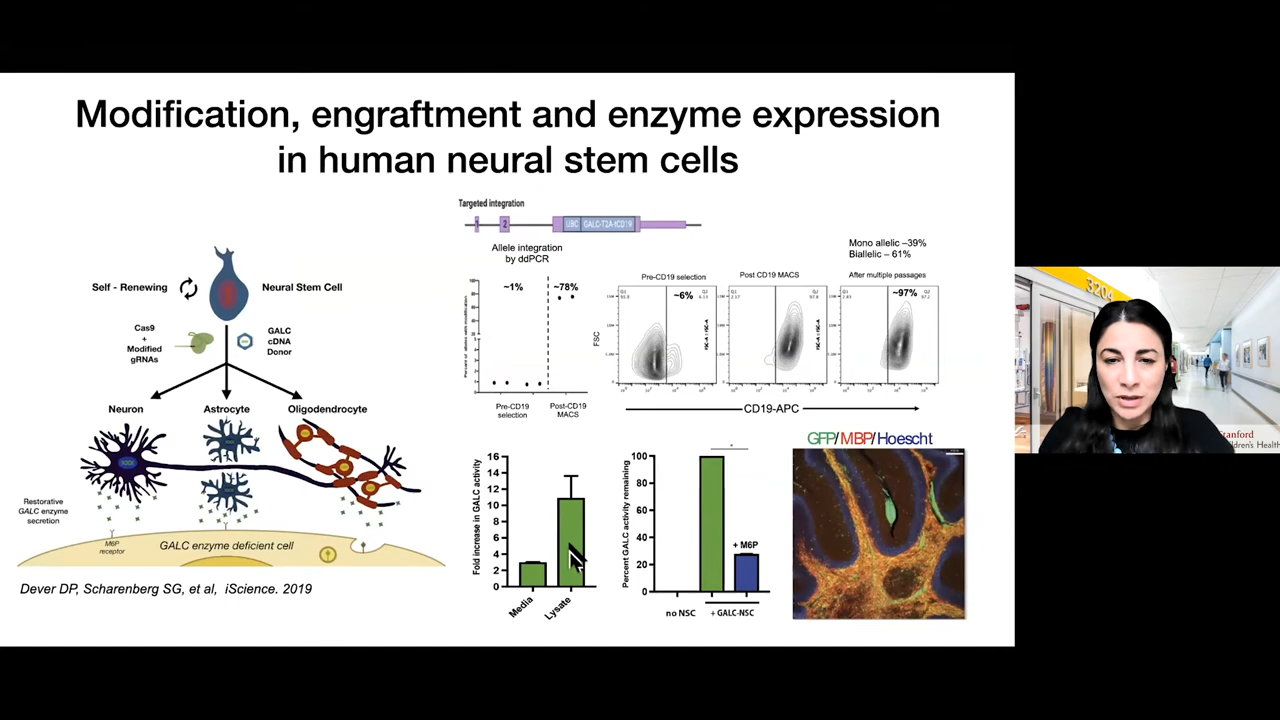 Modification, engraftment and enzyme expression
in human neural stem cells
Self - Renewing
Neural Stem Cell
Cas9
+
Modified
gRNAs
GALC
cDNA
Donor
Neuron
Astrocyte
Oligodendrocyte
Restorative
GALC enzyme
secretion
M6P
receptor
GALC enzyme deficient cell
Dever DP, Scharenberg SG, et al, iScience. 2019
Targeted integration
1
2
UBC
GALC-T2A-tCD19
Allele integration
by ddPCR
~1%
~78%
Pre-CD19
selection
Post-CD19
MACS
Mono allelic –39%
Biallelic – 61%
Pre-CD19 selection
Post CD19 MACS
After multiple passages
~6%
~97%
FSC
CD19-APC
Fold increase in GALC activity
16
14
12
10
8
6
4
2
0
Media
Lysate
Percent GALC activity remaining
100
80
60
40
20
0
*
+ M6P
no NSC
+ GALC-NSC
GFP/MBP/Hoescht
3204
Stanford